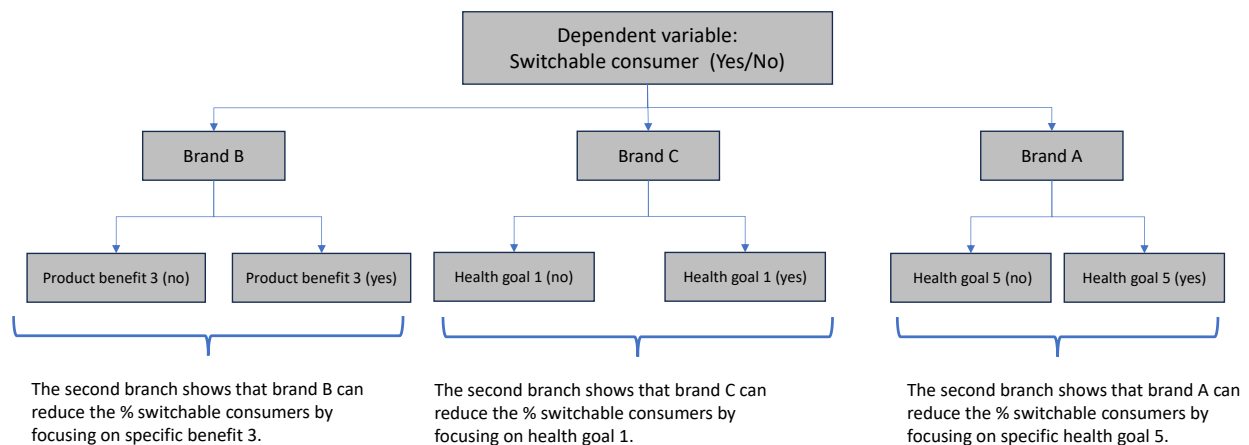 Dependent variable:
Switchable consumer (Yes/No)
Brand B
Brand C
Brand A
Product benefit 3 (no)
Product benefit 3 (yes)
Health goal 1 (no)
Health goal 1 (yes)
Health goal 5 (no)
Health goal 5 (yes)
The second branch shows that brand B can
reduce the % switchable consumers by
focusing on specific benefit 3.
The second branch shows that brand C can
reduce the % switchable consumers by
focusing on health goal 1.
The second branch shows that brand A can
reduce the % switchable consumers by
focusing on specific health goal 5.